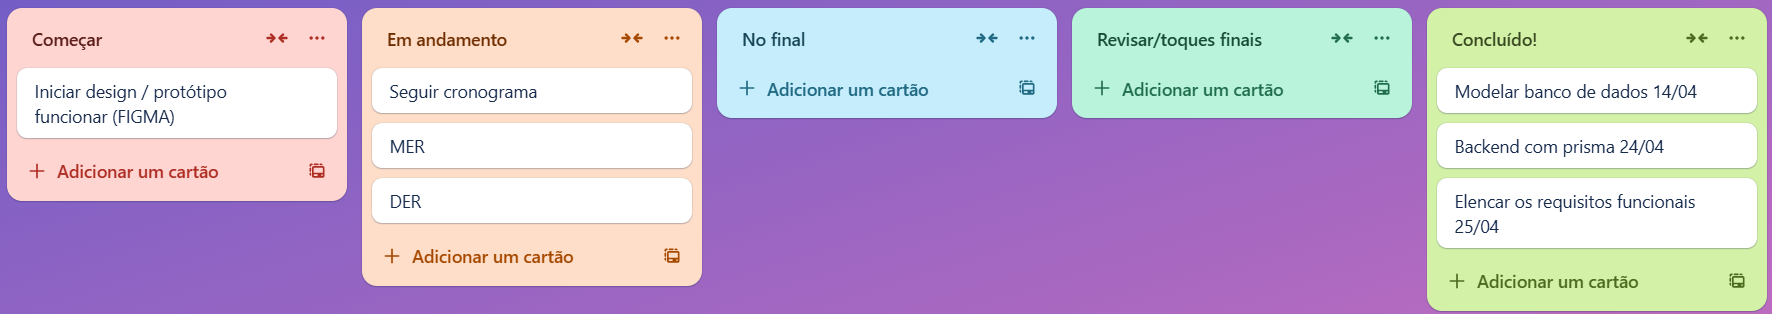 Começar
Iniciar design / protótipo
funcionar (FIGMA)
Adicionar um cartão
Em andamento
Seguir cronograma
MER
DER
Adicionar um cartão
No final
Adicionar um cartão
Revisar/toques finais
Adicionar um cartão
Concluído!
Modelar banco de dados 14/04
Backend com prisma 24/04
Elencar os requisitos funcionais
25/04
Adicionar um cartão